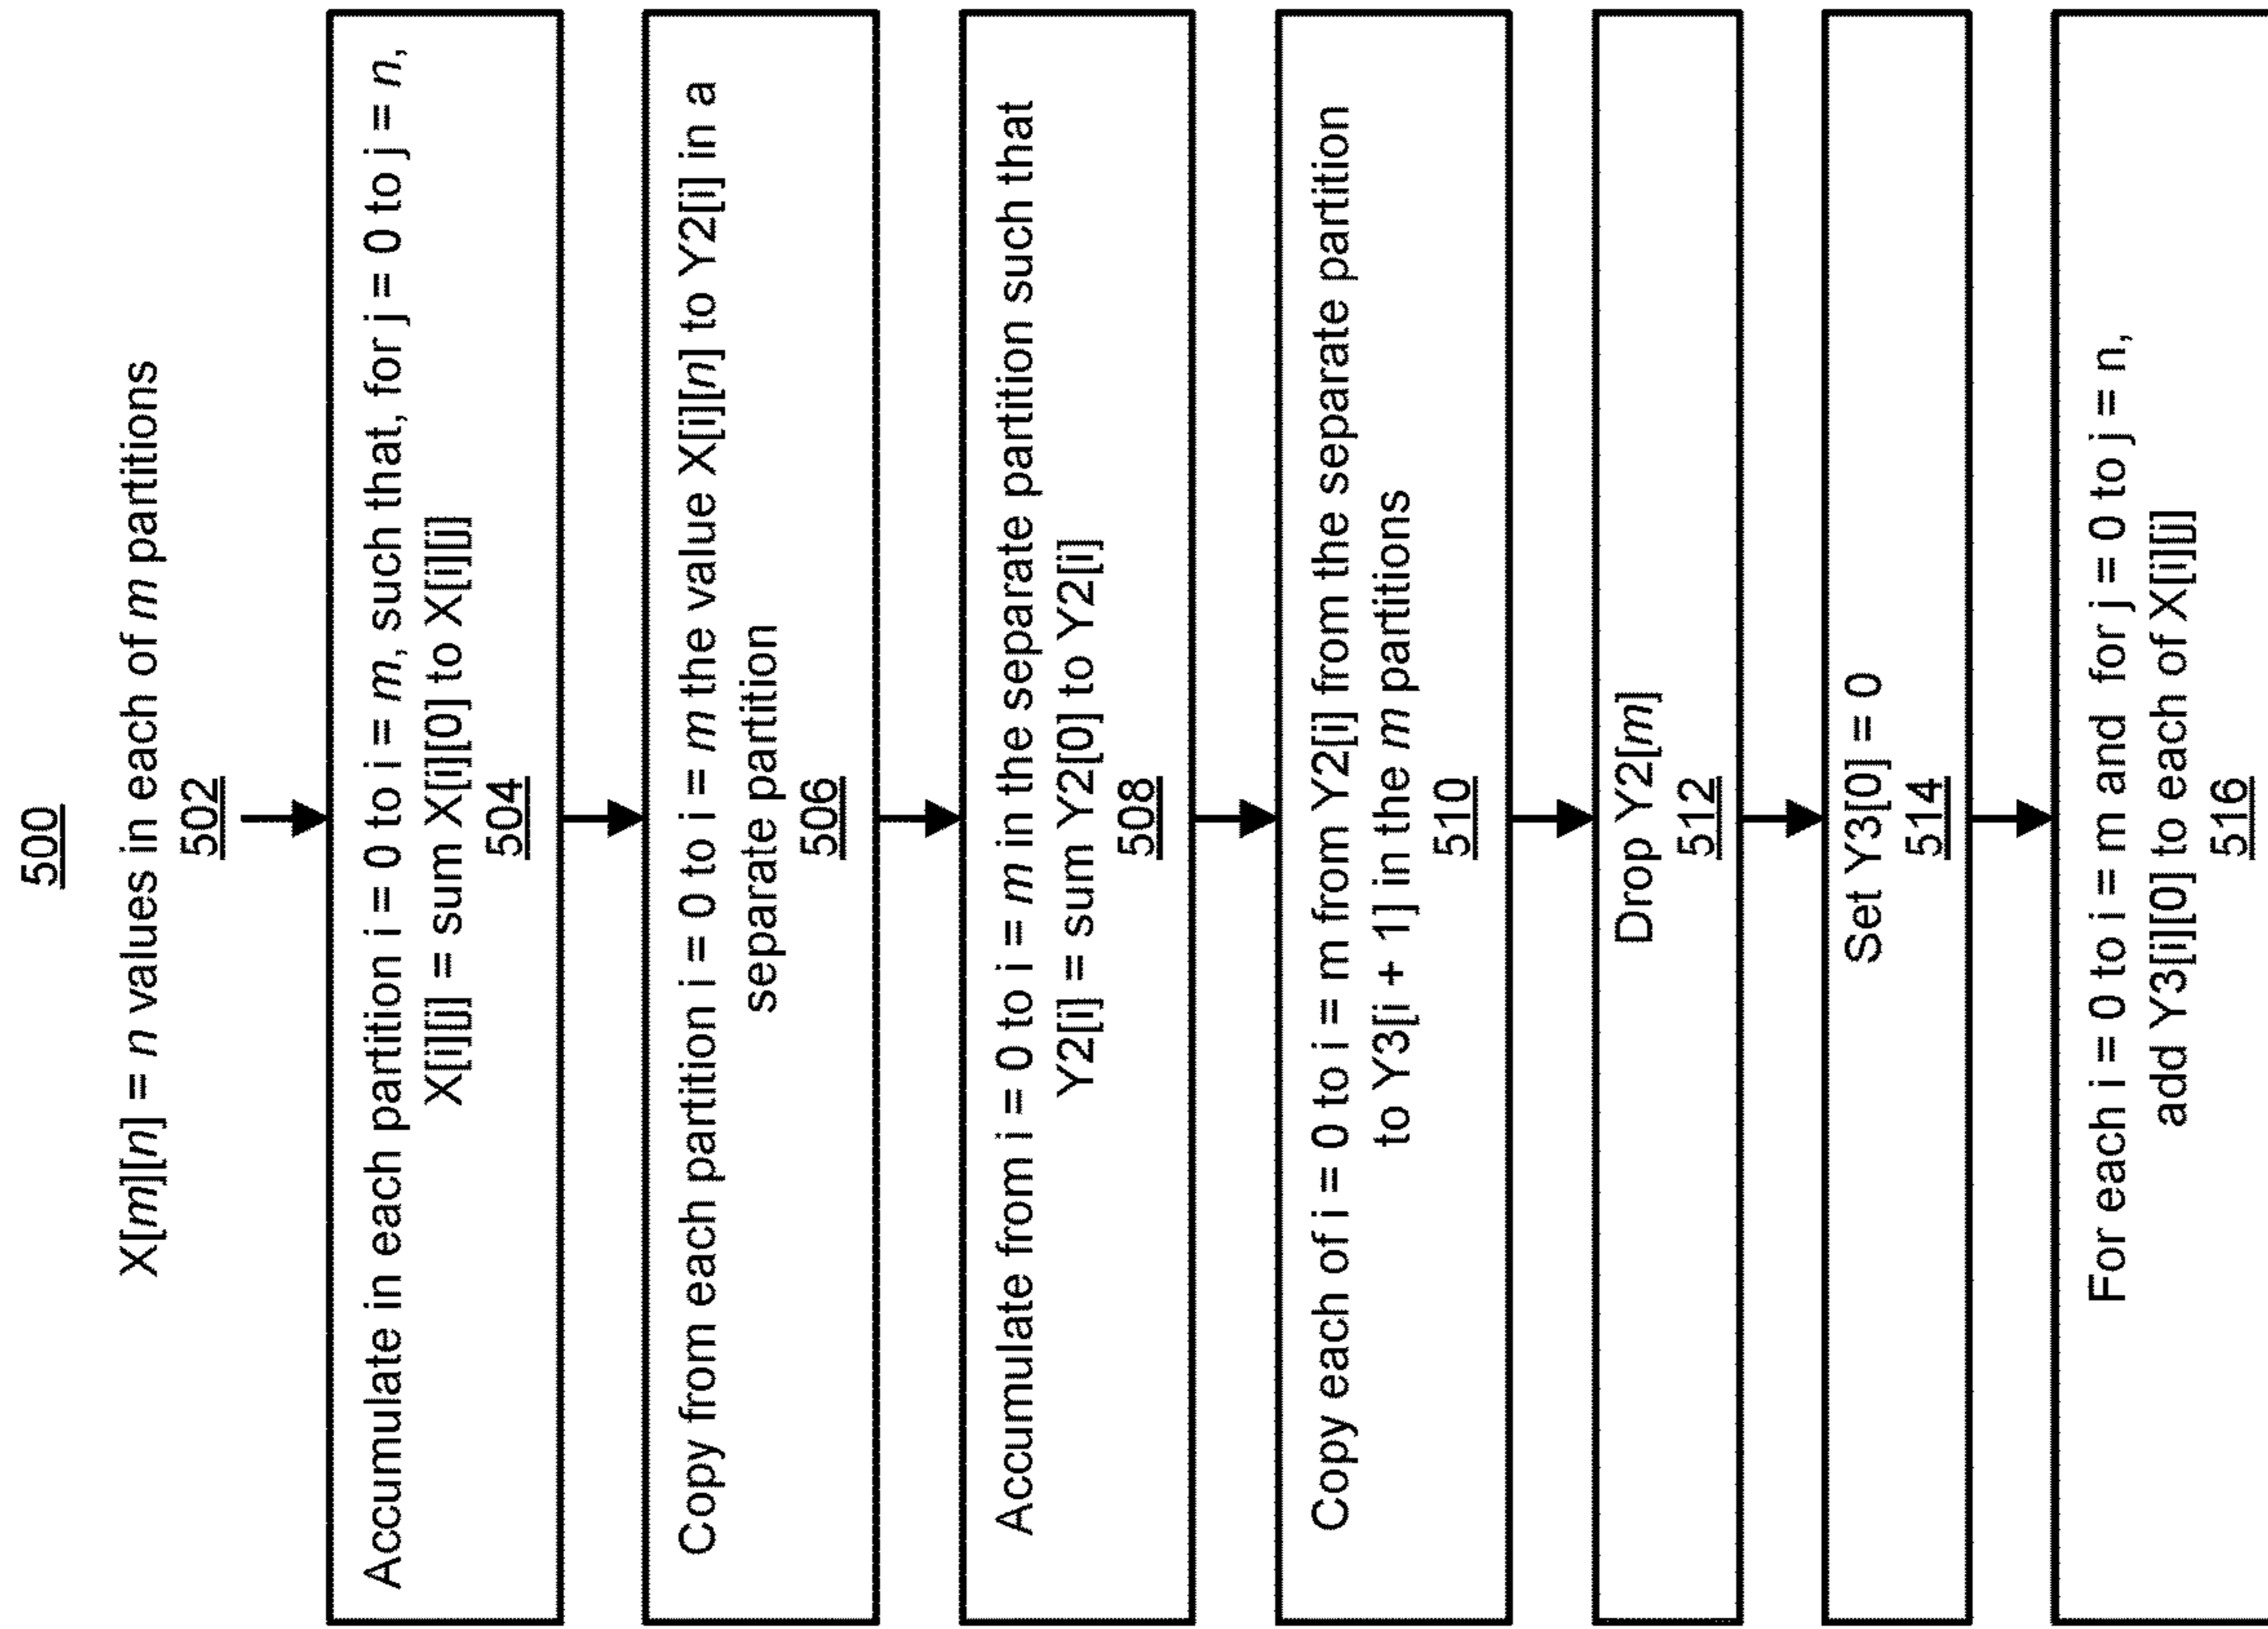 500
X[m][n] = n values in each of m partitions
502
Accumulate in each partition i = 0 to i = m, such that, for j = 0 to j = n,
X[i][j] = sum X[i][0] to X[i][j]
504
Copy from each partition i = 0 to i = m the value X[i][n] to Y2[i] in a
separate partition
506
Accumulate from i = 0 to i = m in the separate partition such that
Y2[i] = sum Y2[0] to Y2[i]
508
Copy each of i = 0 to i = m from Y2[i] from the separate partition
to Y3[i + 1] in the m partitions
510
Drop Y2[m]
512
Set Y3[0] = 0
514
For each i = 0 to i = m and for j = 0 to j = n,
add Y3[i][0] to each of X[i][j]
516